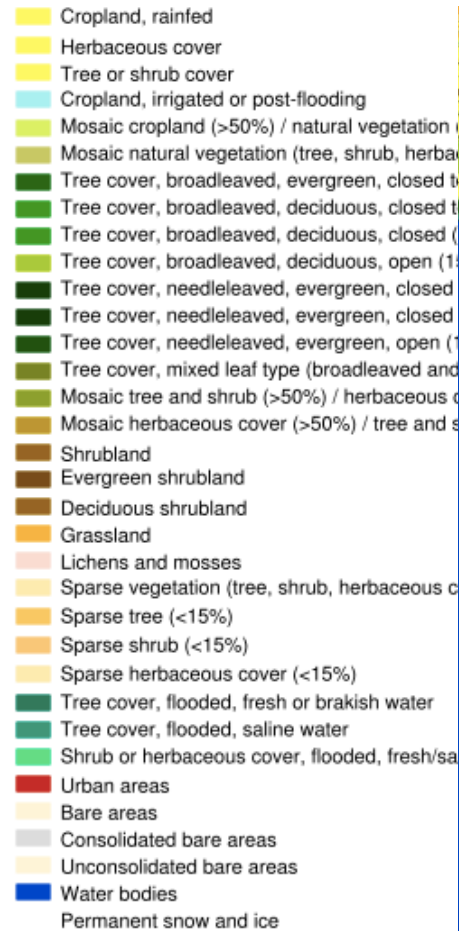 Cropland, rainfed
Herbaceous cover
Tree or shrub cover
Cropland, irrigated or post-flooding
Mosaic cropland (>50%) / natural vegetation (
Mosaic natural vegetation (tree, shrub, herba
Tree cover, broadleaved, evergreen, closed t
Tree cover, broadleaved, deciduous, closed t
Tree cover, broadleaved, deciduous, closed (
Tree cover, broadleaved, deciduous, open (1
Tree cover, needleleaved, evergreen, closed
Tree cover, needleleaved, evergreen, closed
Tree cover, needleleaved, evergreen, open (1
Tree cover, mixed leaf type (broadleaved and
Mosaic tree and shrub (>50%) / herbaceous c
Mosaic herbaceous cover (>50%) / tree and s
Shrubland
Evergreen shrubland
Deciduous shrubland
Grassland
Lichens and mosses
Sparse vegetation (tree, shrub, herbaceous c
Sparse tree (<15%)
Sparse shrub (<15%)
Sparse herbaceous cover (<15%)
Tree cover, flooded, fresh or brakish water
Tree cover, flooded, saline water
Shrub or herbaceous cover, flooded, fresh/sa
Urban areas
Bare areas
Consolidated bare areas
Unconsolidated bare areas
Water bodies
Permanent snow and ice